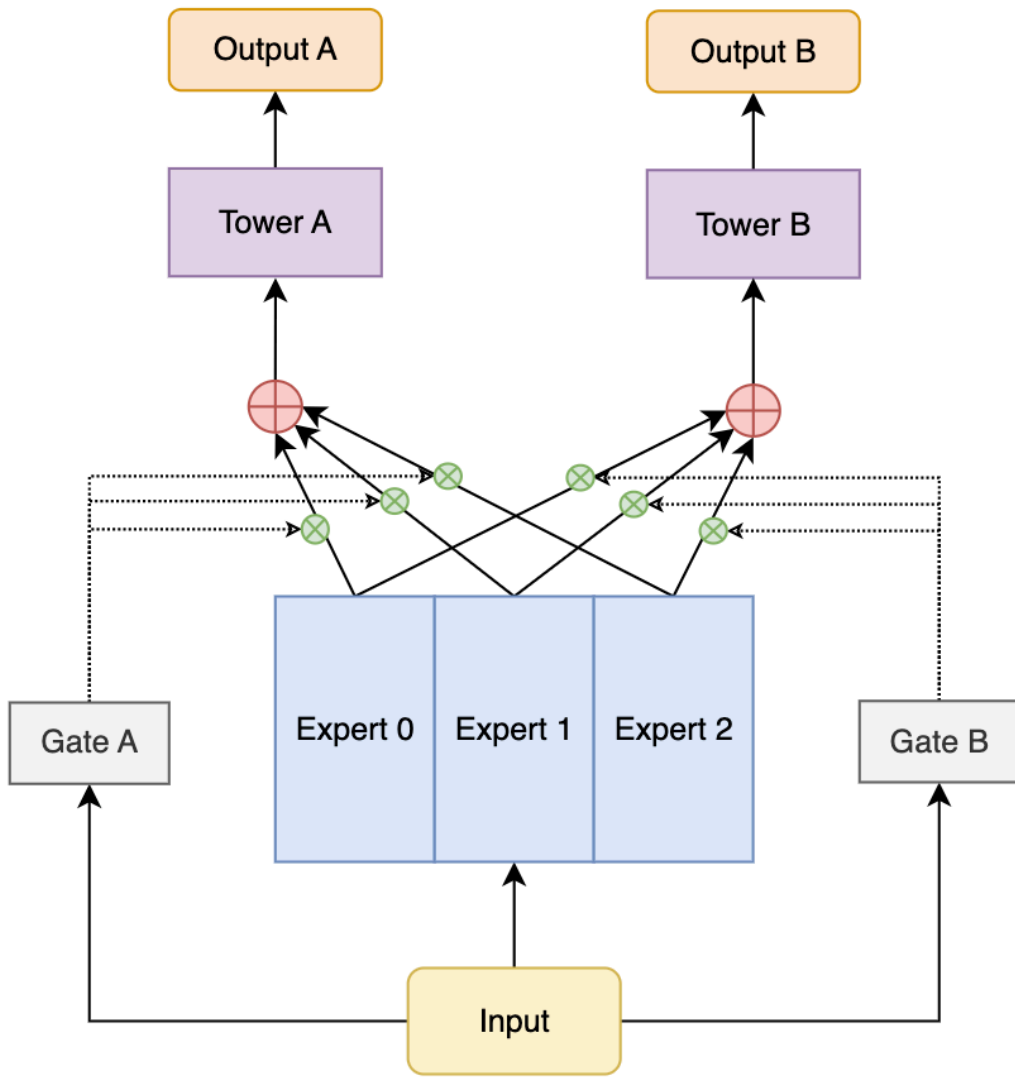 Output A
Output B
Tower A
Tower B
Gate A
Expert 0
Expert 1
Expert 2
Gate B
Input